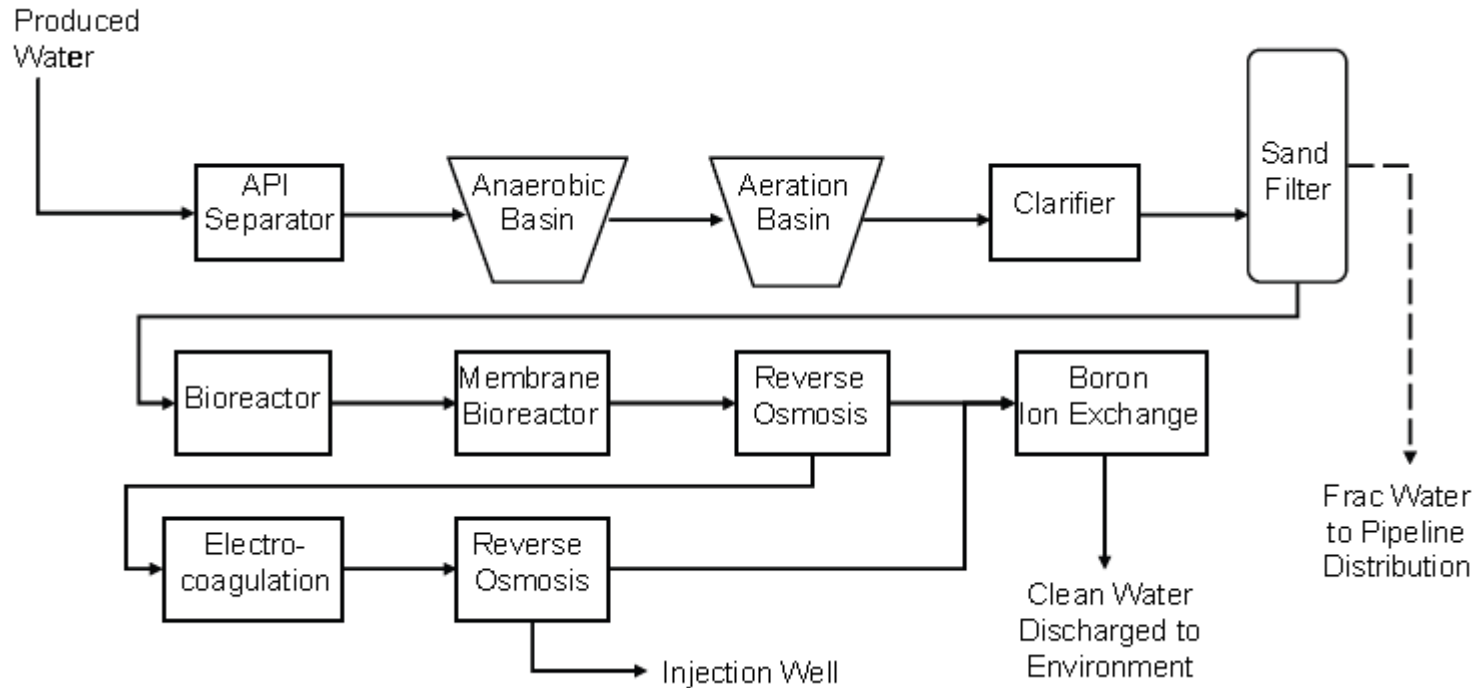 Produced
Water
API
Separator
Anaerobic
Basin
Aeration
Basin
Clarifier
Sand
Filter
Bioreactor
Membrane
Bioreactor
Reverse
Osmosis
Boron
Ion Exchange
Frac Water
to Pipeline
Distribution
Electro-
coagulation
Reverse
Osmosis
Clean Water
Discharged to
Environment
Injection Well